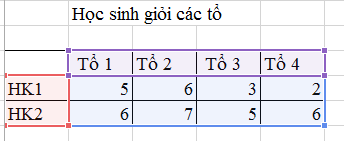 Học sinh giỏi các tổ
Tổ 1 Tổ 2 Tổ 3 Tổ 4
HK1 5 6 3 2
HK2 6 7 5 6